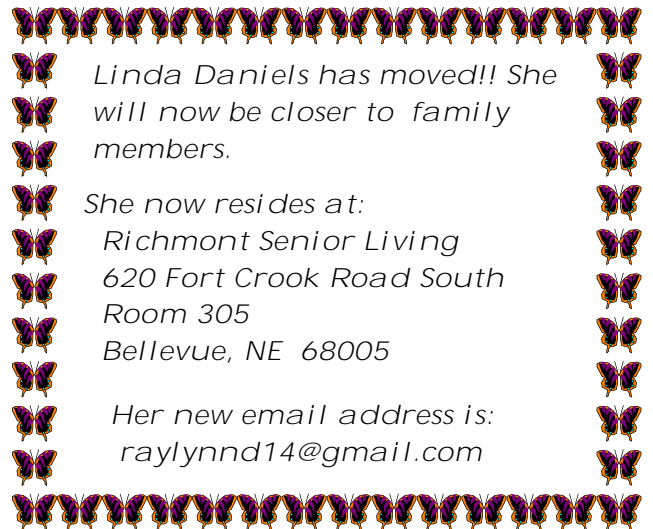 Linda Daniels has moved!! She
will now be closer to family
members.
She now resides at:
Richmont Senior Living
620 Fort Crook Road South
Room 305
Bellevue, NE 68005
Her new email address is:
raylynnd14@gmail.com